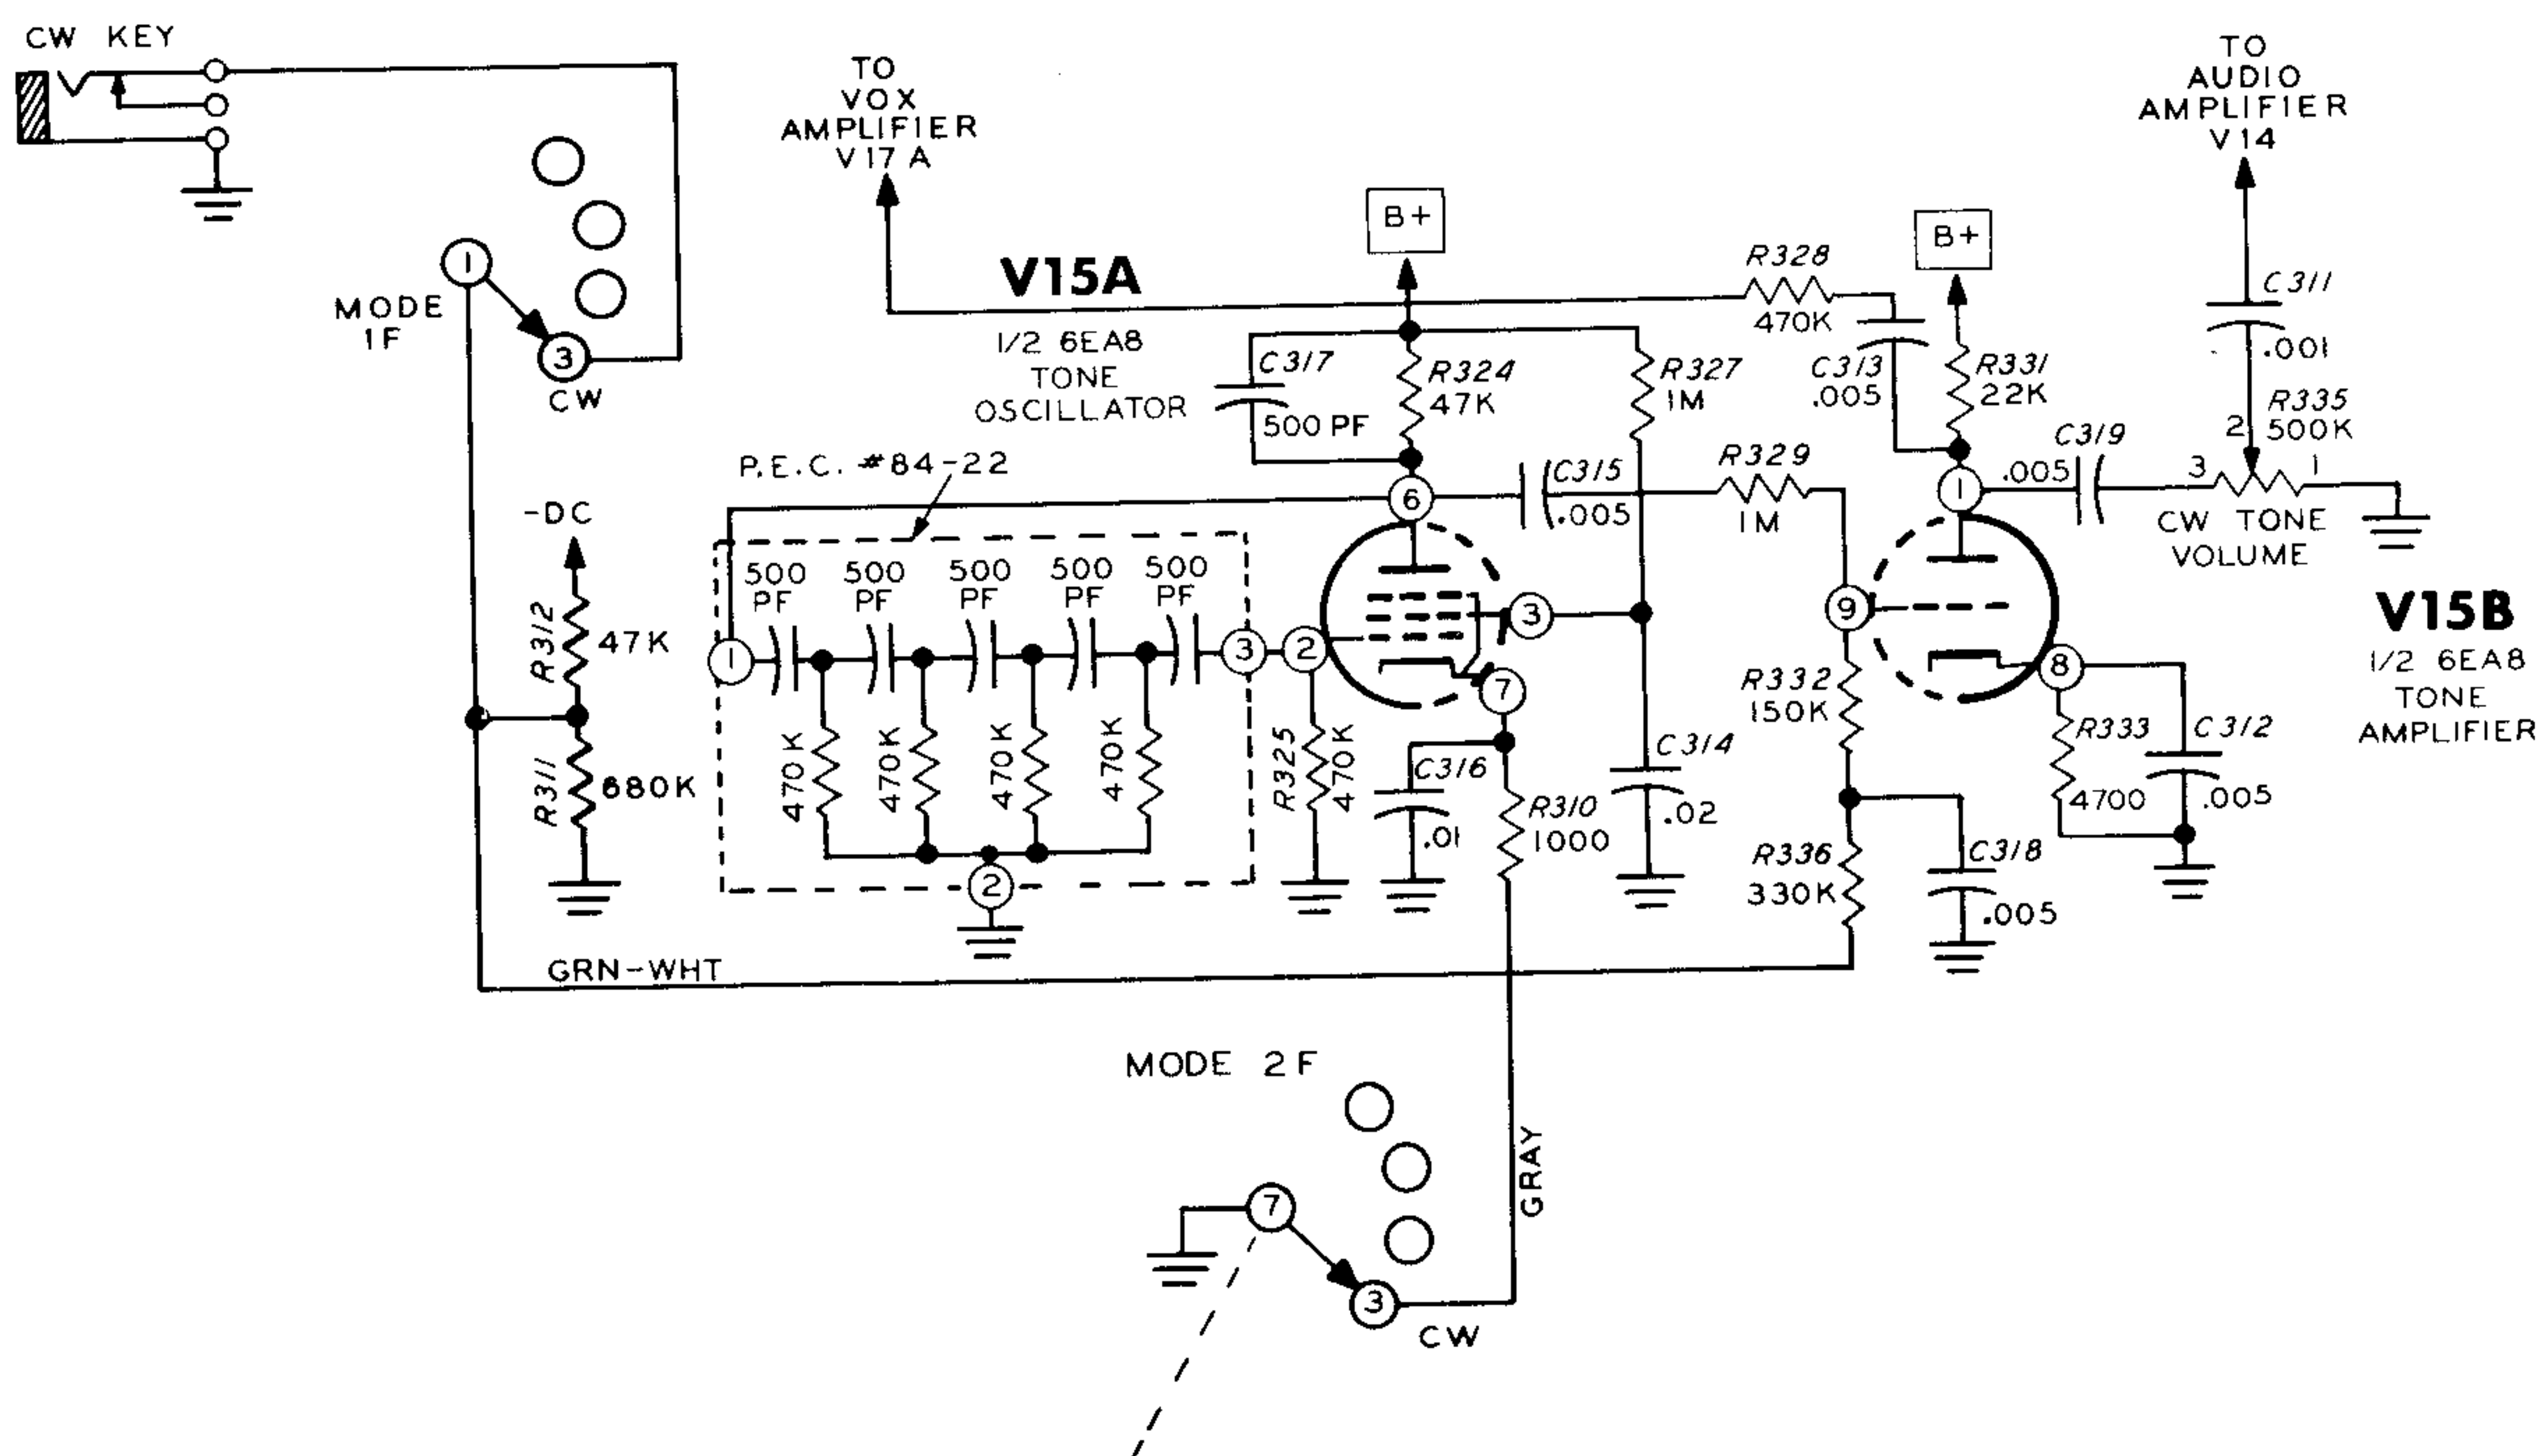 CW KEY
TO
VOX
AMPLIFIER
V17A
1
MODE
1F
3
CW
-DC
R312
47K
R311
680K
GRN-WHT
P.E.C. #84-22
500
PF
500
PF
500
PF
500
PF
500
PF
1
3
2
470K
470K
470K
470K
2
R325
470K
V15A
1/2 6EA8
TONE
OSCILLATOR
B+
C317
500 PF
R324
47K
R327
1M
6
C315
.005
3
7
C316
.01
R310
1000
C314
.02
R328
470K
C313
.005
B+
R331
22K
R329
1M
1
9
8
R332
150K
R336
330K
C318
.005
R333
4700
C312
.005
C319
.005
TO
AUDIO
AMPLIFIER
V14
C311
.001
R335
500K
2
3
1
CW TONE
VOLUME
V15B
1/2 6EA8
TONE
AMPLIFIER
MODE 2F
GRAY
7
3
CW